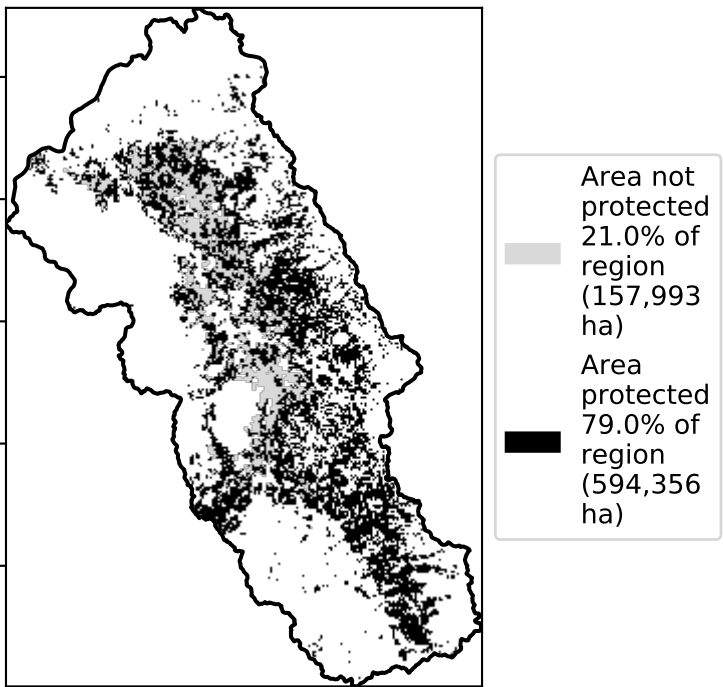 Area not
protected
21.0% of
region
(157,993
ha)
Area
protected
79.0% of
region
(594,356
ha)